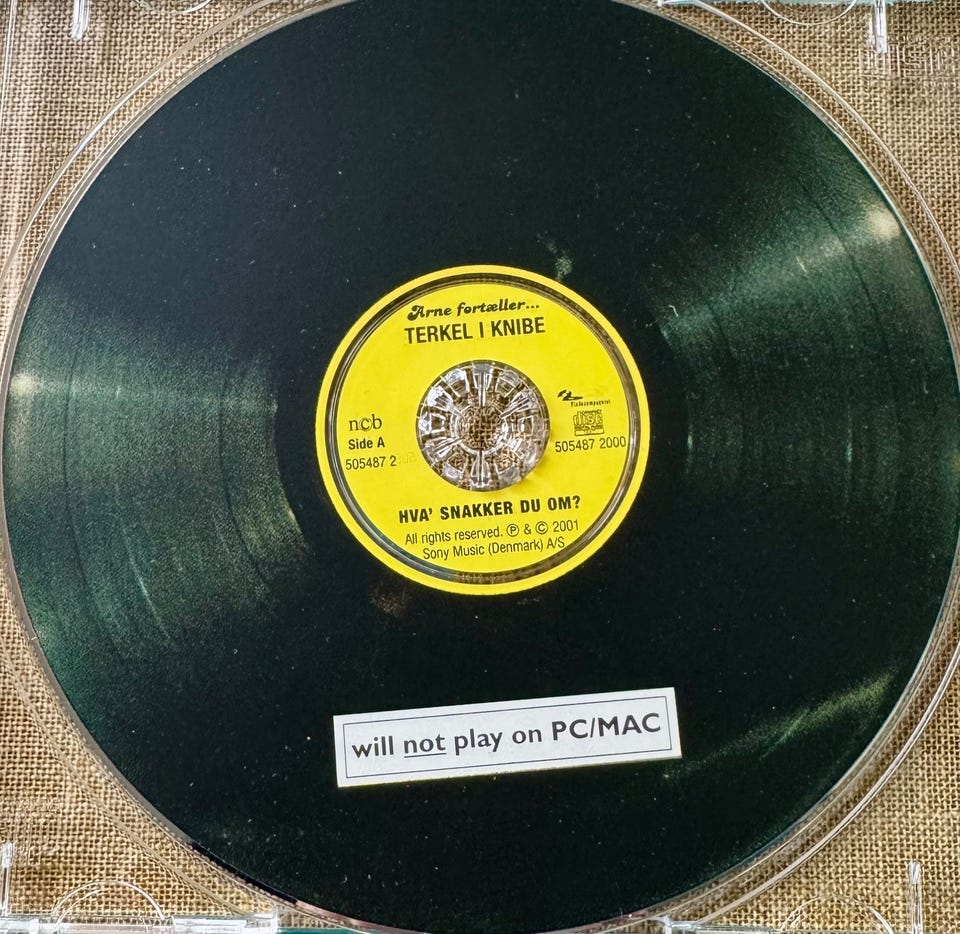 Arne fortæller...
TERKEL I KNIBE
ncb
Side A
505487 2
disc
505487 2000
HVA' SNAKKER DU OM?
All rights reserved. Ⓟ & © 2001
Sony Music (Denmark) A/S
will not play on PC/MAC